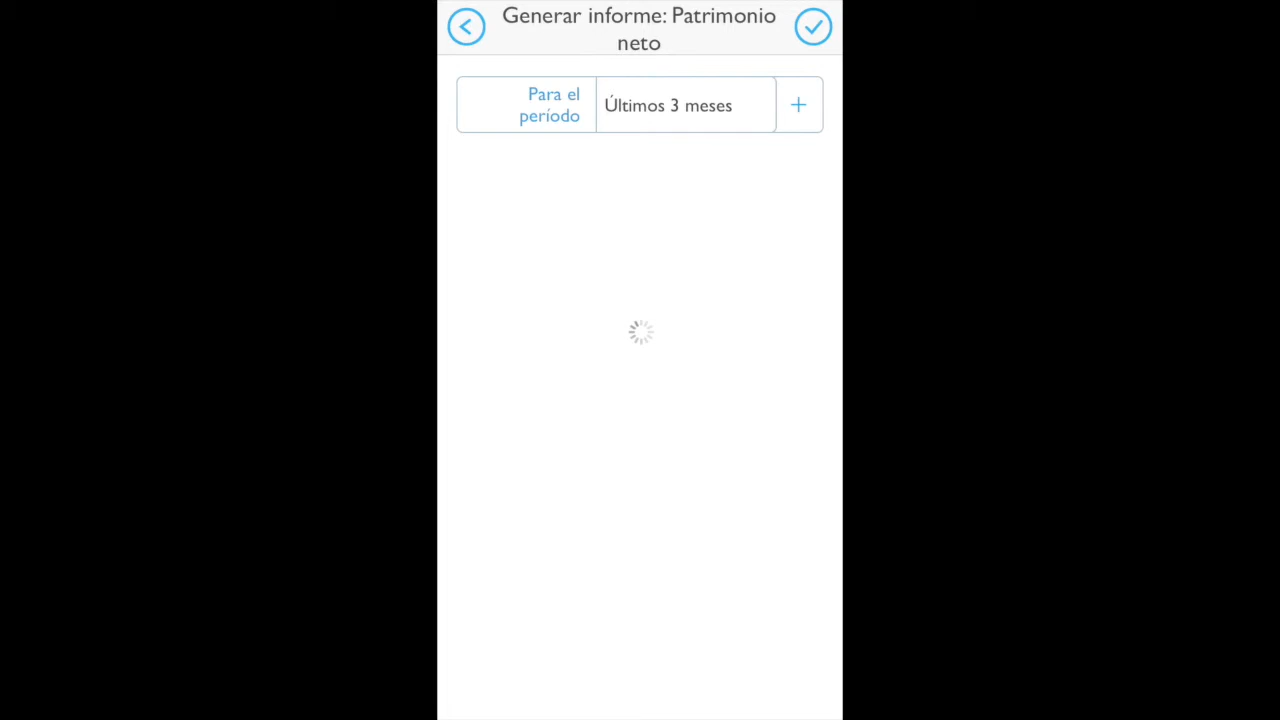 Generar informe: Patrimonio
neto
Para el
período
Últimos 3 meses
+